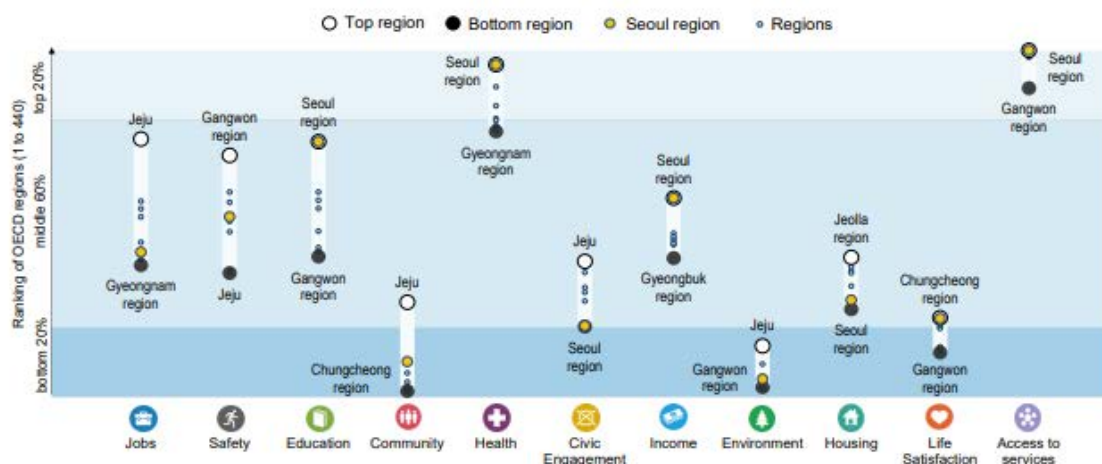 Top region
Bottom region
Seoul region
Regions
Ranking of OECD regions (1 to 440)
top 20%
middle 60%
bottom 20%
Jeju
Gyeongnam
region
Gangwon
region
Jeju
Seoul
region
Gangwon
region
Jeju
Chungcheong
region
Seoul
region
Gyeongnam
region
Jeju
Seoul
region
Seoul
region
Gyeongbuk
region
Jeju
Gangwon
region
Jeolla
region
Seoul
region
Chungcheong
region
Gangwon
region
Seoul
region
Gangwon
region
Jobs
Safety
Education
Community
Health
Civic
Engagement
Income
Environment
Housing
Life
Satisfaction
Access to
services